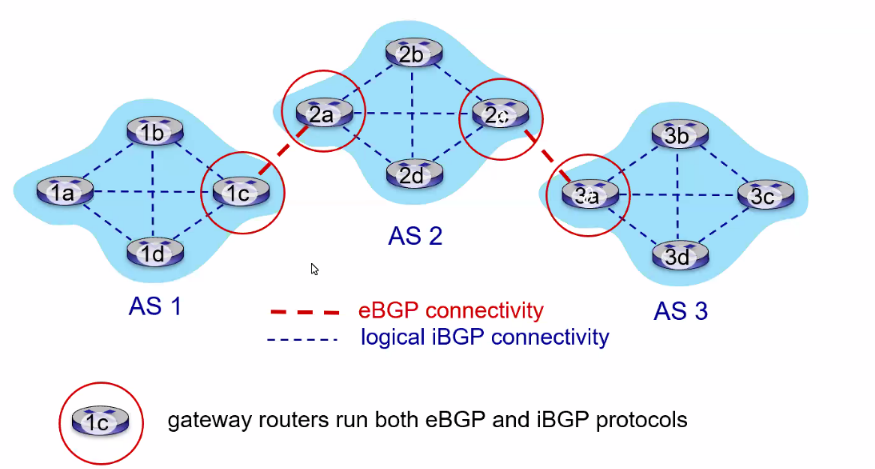 2b
2a
2c
2d
1b
1a
1c
1d
3b
3a
3c
3d
AS 2
AS 1
AS 3
eBGP connectivity
logical iBGP connectivity
1c
gateway routers run both eBGP and iBGP protocols